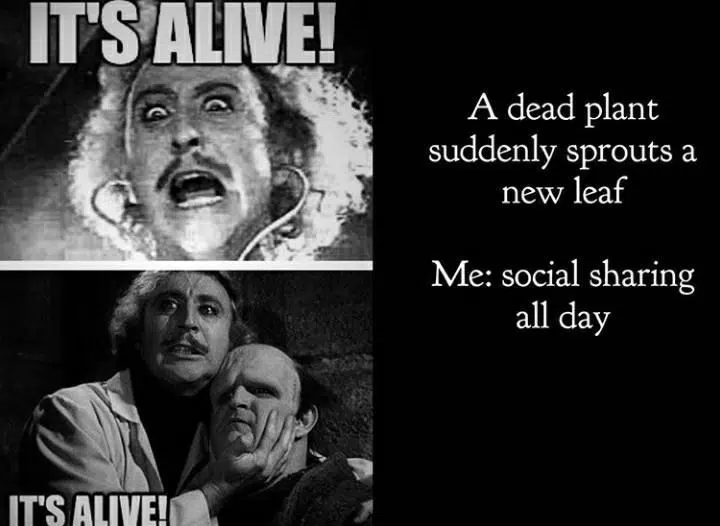 IT'S ALIVE!
A dead plant
suddenly sprouts a
new leaf
Me: social sharing
all day
IT'S ALIVE!